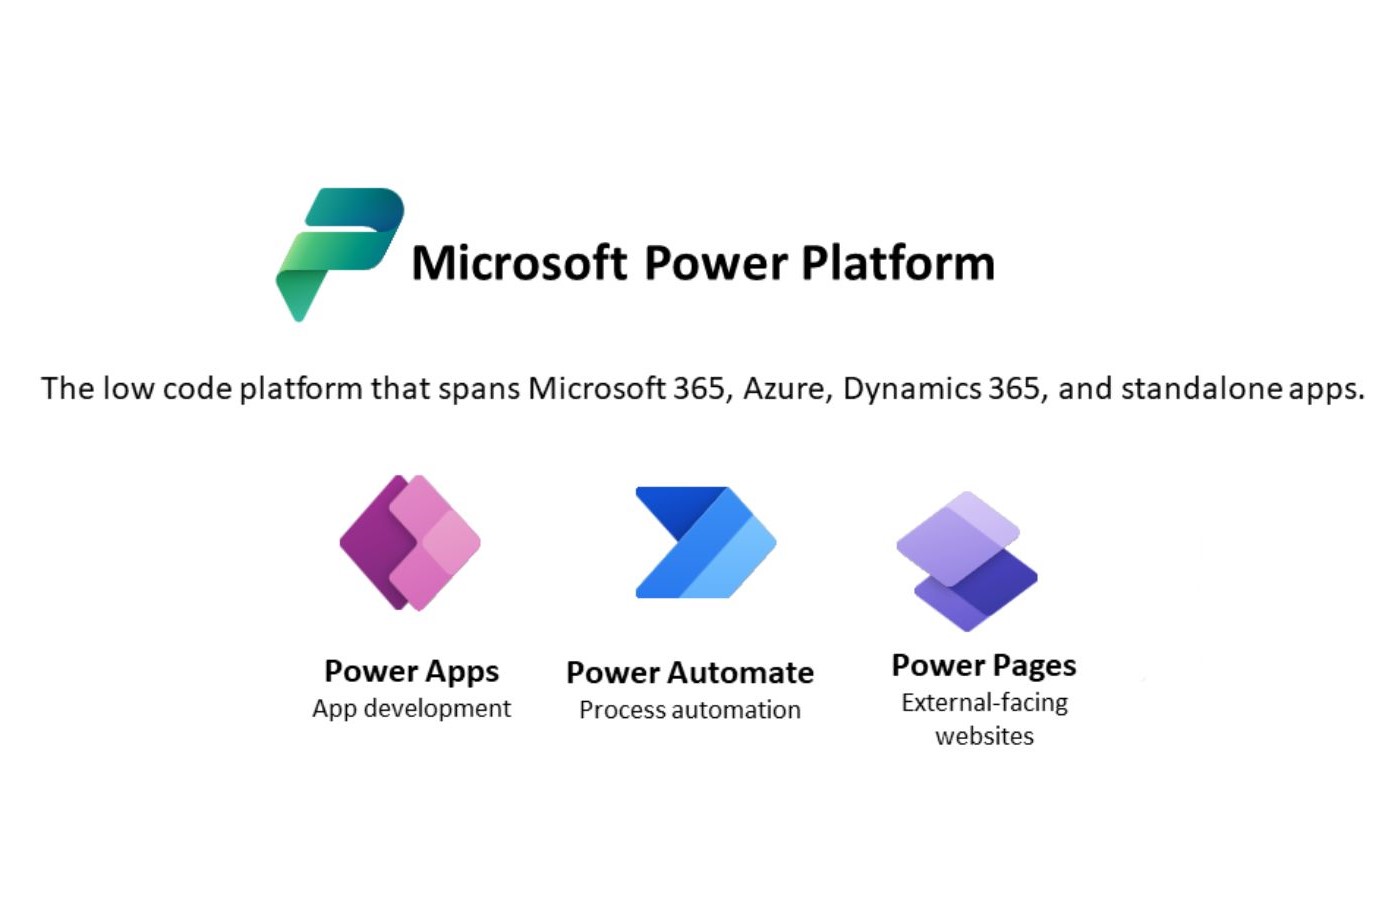 Microsoft Power Platform
The low code platform that spans Microsoft 365, Azure, Dynamics 365, and standalone apps.
Power Apps
App development
Power Automate
Process automation
Power Pages
External-facing
websites